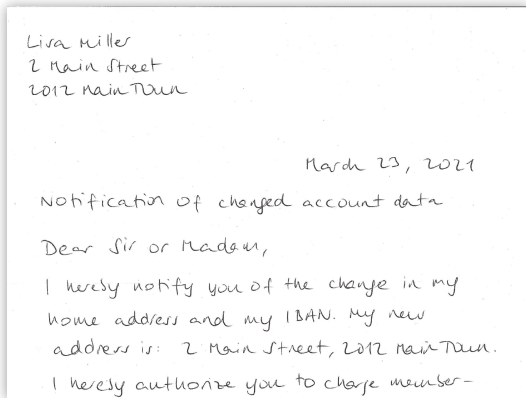 Lisa Miller
2 Main Street
2012 Main Town
March 23, 2021
Notification of changed account data
Dear Sir or Madam,
I hereby notify you of the change in my
home address and my IBAN. My new
address is: 2 Main Street, 2012 Main Town.
I hereby authorize you to charge member-